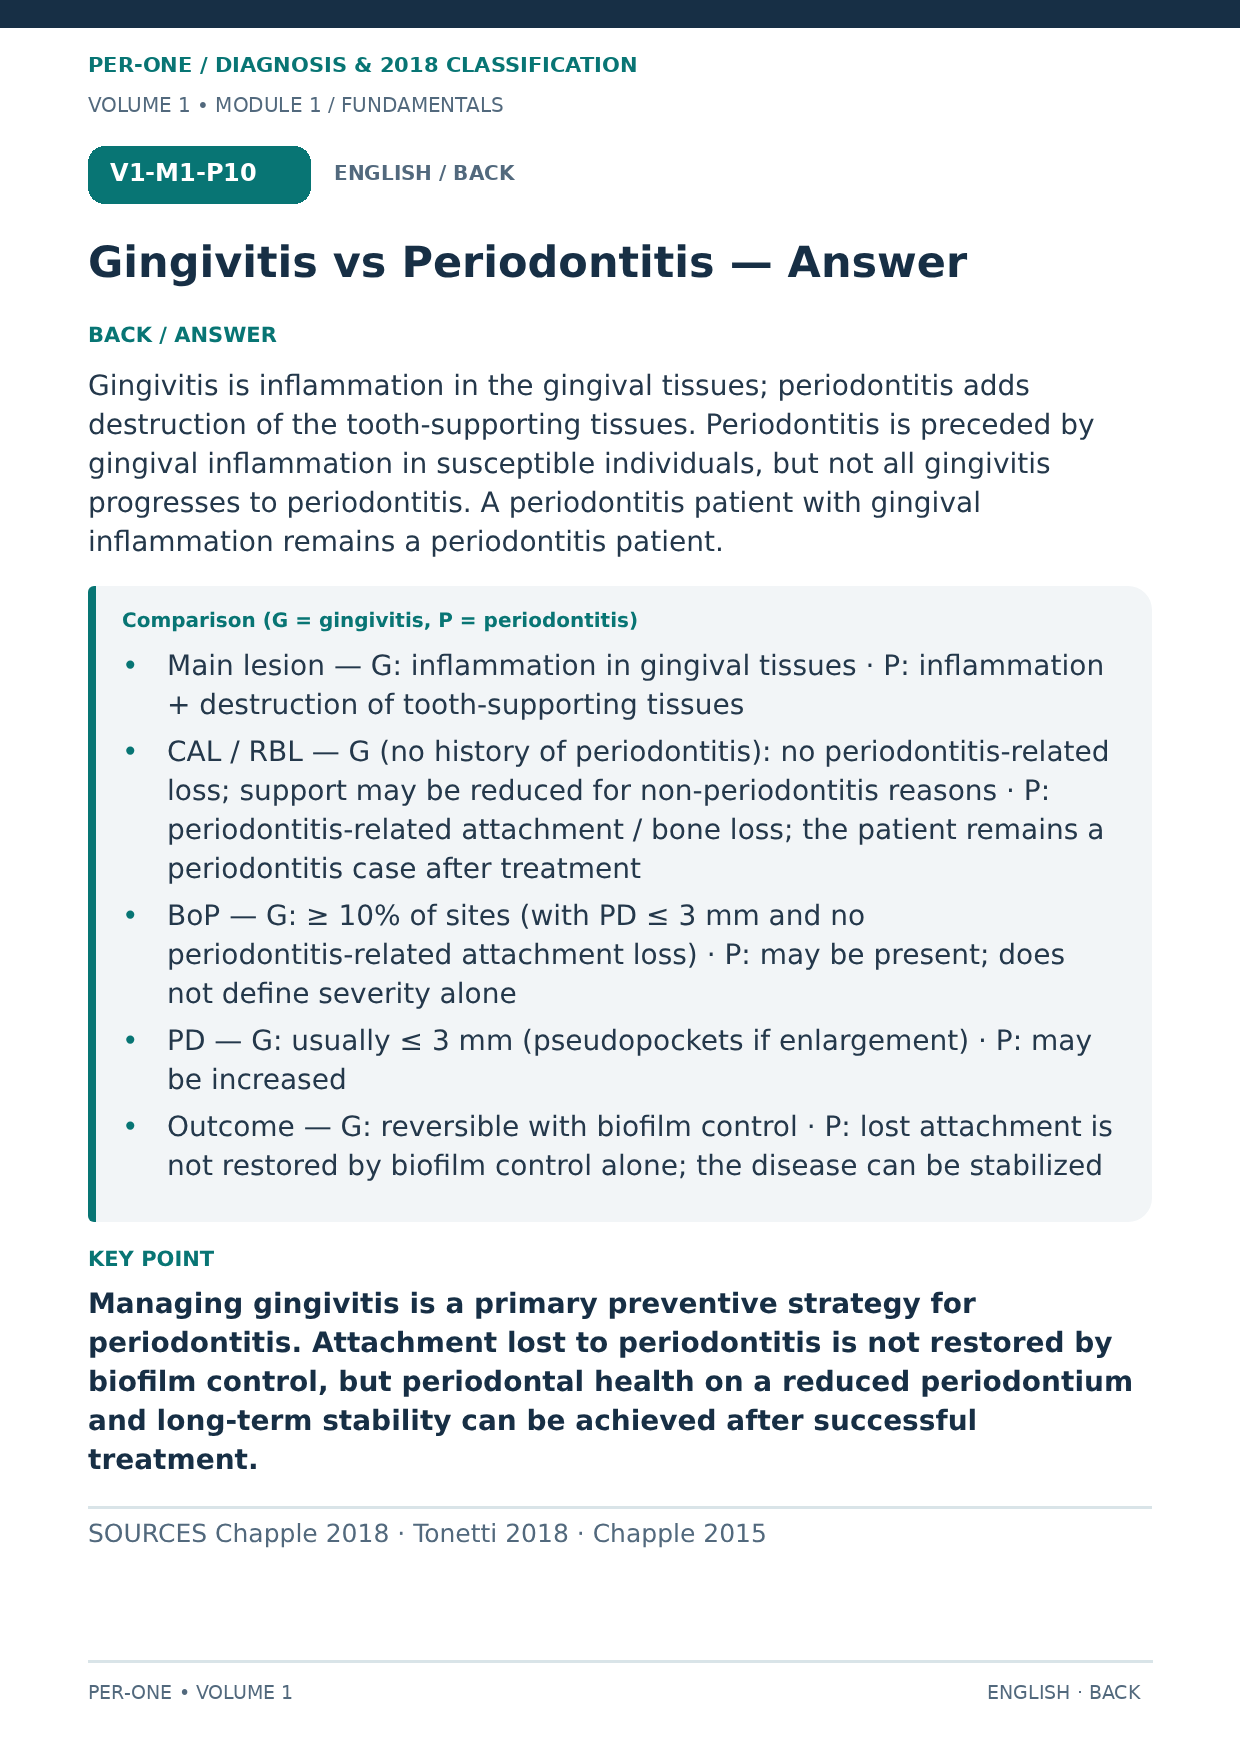 PER-ONE / DIAGNOSIS & 2018 CLASSIFICATION
VOLUME 1 • MODULE 1 / FUNDAMENTALS
V1-M1-P10
ENGLISH / BACK
Gingivitis vs Periodontitis — Answer
BACK / ANSWER
Gingivitis is inflammation in the gingival tissues; periodontitis adds
destruction of the tooth-supporting tissues. Periodontitis is preceded by
gingival inflammation in susceptible individuals, but not all gingivitis
progresses to periodontitis. A periodontitis patient with gingival
inflammation remains a periodontitis patient.
Comparison (G = gingivitis, P = periodontitis)
• Main lesion — G: inflammation in gingival tissues · P: inflammation
+ destruction of tooth-supporting tissues
• CAL / RBL — G (no history of periodontitis): no periodontitis-related
loss; support may be reduced for non-periodontitis reasons · P:
periodontitis-related attachment / bone loss; the patient remains a
periodontitis case after treatment
• BoP — G: ≥ 10% of sites (with PD ≤ 3 mm and no
periodontitis-related attachment loss) · P: may be present; does
not define severity alone
• PD — G: usually ≤ 3 mm (pseudopockets if enlargement) · P: may
be increased
• Outcome — G: reversible with biofilm control · P: lost attachment is
not restored by biofilm control alone; the disease can be stabilized
KEY POINT
Managing gingivitis is a primary preventive strategy for
periodontitis. Attachment lost to periodontitis is not restored by
biofilm control, but periodontal health on a reduced periodontium
and long-term stability can be achieved after successful
treatment.
SOURCES Chapple 2018 · Tonetti 2018 · Chapple 2015
PER-ONE • VOLUME 1
ENGLISH · BACK